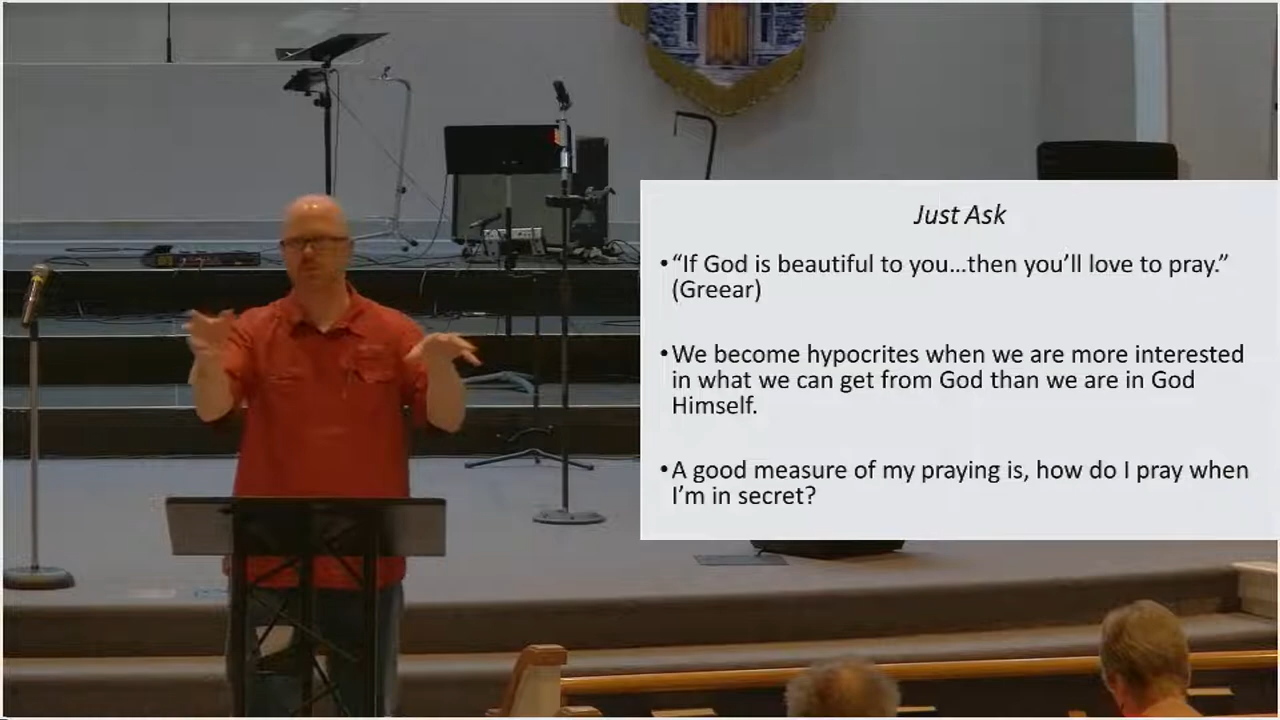 Just Ask
•“If God is beautiful to you...then you’ll love to pray.”
(Greear)
•We become hypocrites when we are more interested
in what we can get from God than we are in God
Himself.
•A good measure of my praying is, how do I pray when
I’m in secret?